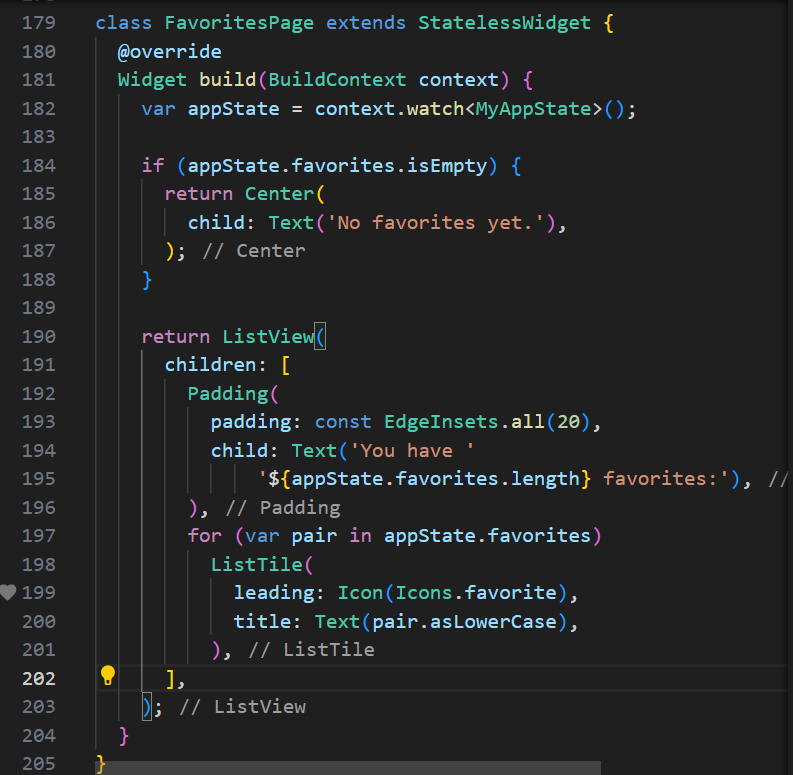 179 class FavoritesPage extends StatelessWidget {
180   @override
181   Widget build(BuildContext context) {
182     var appState = context.watch<MyAppState>();
183
184     if (appState.favorites.isEmpty) {
185       return Center(
186         child: Text('No favorites yet.'),
187       ); // Center
188     }
189
190     return ListView(
191       children: [
192         Padding(
193           padding: const EdgeInsets.all(20),
194           child: Text('You have '
195               '${appState.favorites.length} favorites:'), //
196         ), // Padding
197         for (var pair in appState.favorites)
198           ListTile(
199             leading: Icon(Icons.favorite),
200             title: Text(pair.asLowerCase),
201           ), // ListTile
202       ],
203     ); // ListView
204   }
205 }